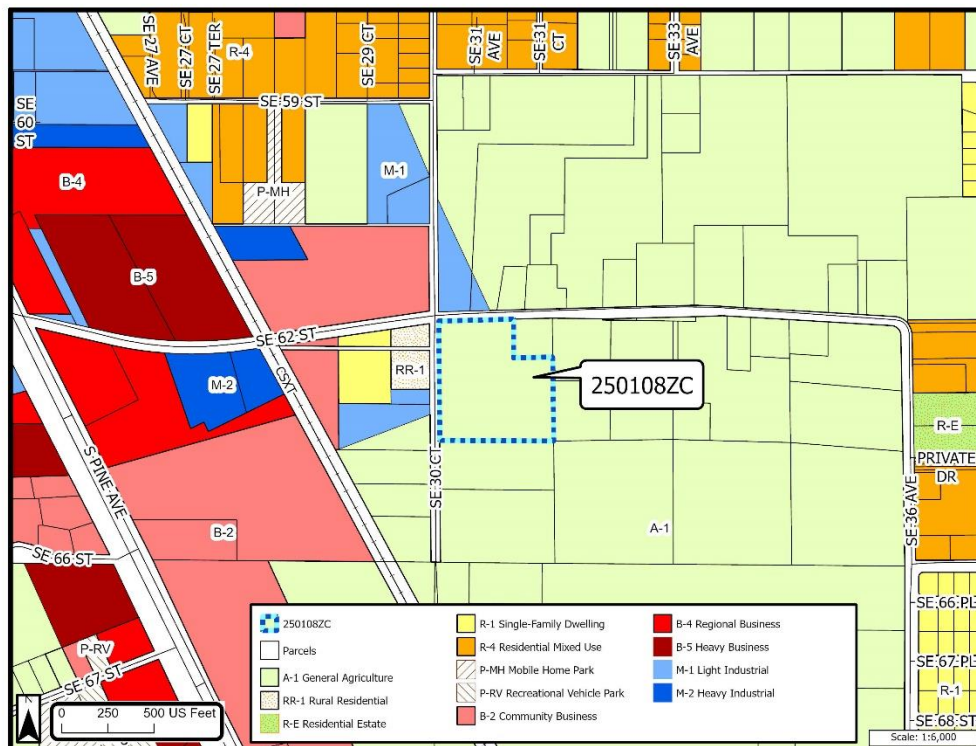 SE 27 AVE
SE 27 CT
SE 27 TER
R-4
SE 29 CT
SE 31 AVE
SE 31 CT
SE 33 AVE
SE 60 ST
SE 59 ST
B-4
P-MH
M-1
B-5
SE 62 ST
CSXT
RR-1
M-2
250108ZC
R-E
PRIVATE DR
S PINE AVE
SE 30 CT
A-1
SE 36 AVE
B-2
SE 66 ST
SE 66 PL
P-RV
SE 67 ST
SE 67 PL
R-1
SE 68 ST
250108ZC
Parcels
A-1 General Agriculture
RR-1 Rural Residential
R-E Residential Estate
R-1 Single-Family Dwelling
R-4 Residential Mixed Use
P-MH Mobile Home Park
P-RV Recreational Vehicle Park
B-2 Community Business
B-4 Regional Business
B-5 Heavy Business
M-1 Light Industrial
M-2 Heavy Industrial
0 250 500 US Feet
Scale: 1:6,000